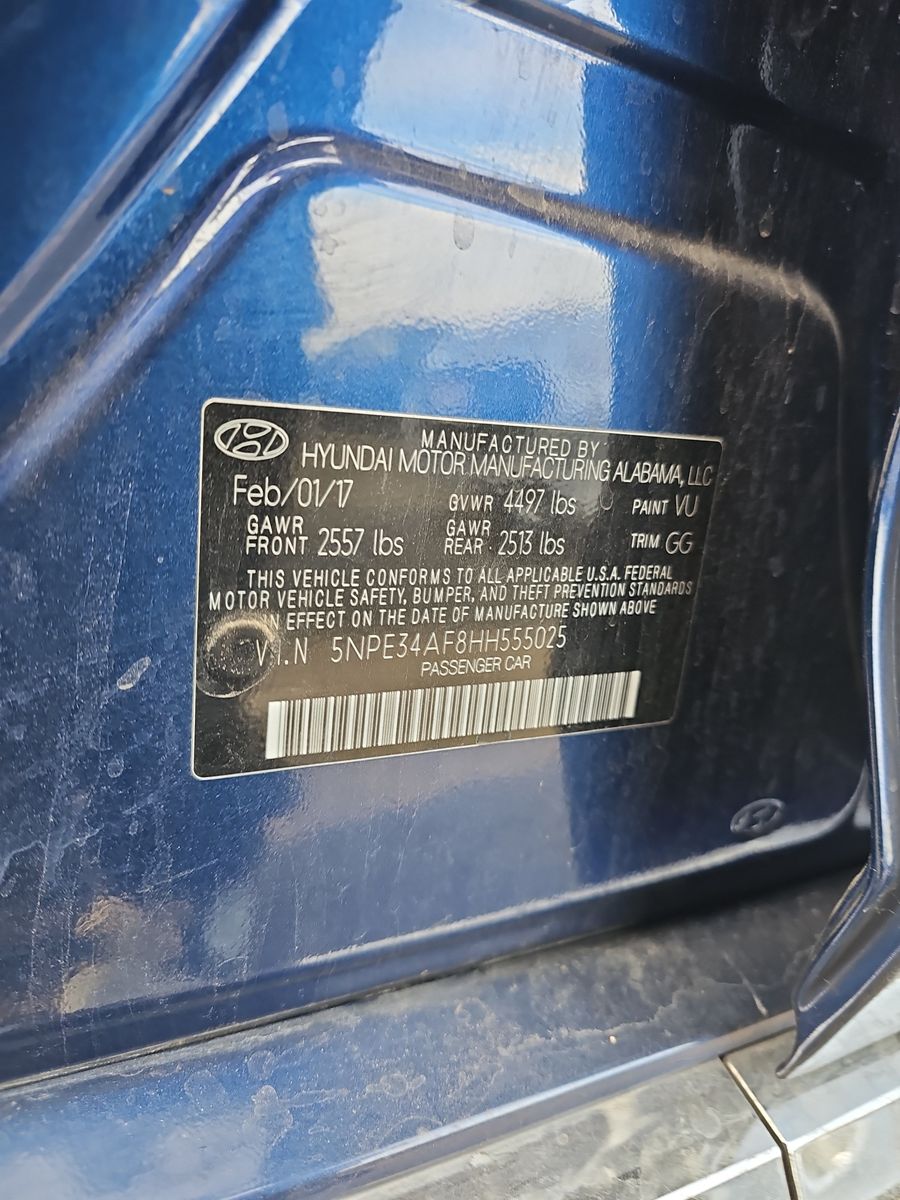 MANUFACTURED BY
HYUNDAI MOTOR MANUFACTURING ALABAMA, LLC
Feb/01/17 GVWR 4497 lbs PAINT VU
GAWR FRONT 2557 lbs GAWR REAR 2513 lbs TRIM GG
THIS VEHICLE CONFORMS TO ALL APPLICABLE U.S.A. FEDERAL
MOTOR VEHICLE SAFETY, BUMPER, AND THEFT PREVENTION STANDARDS
IN EFFECT ON THE DATE OF MANUFACTURE SHOWN ABOVE
V.I.N 5NPE34AF8HH555025
PASSENGER CAR